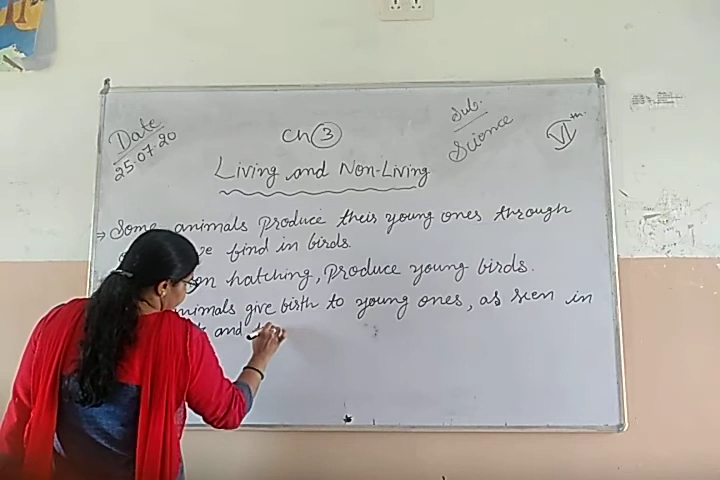 Date
25.07.20
Ch 3
Sub.
Science
VIth
Living and Non-Living
⇒ Some animals produce their young ones through
find in birds.
on hatching, produce young birds.
animals give birth to young ones, as seen in
and